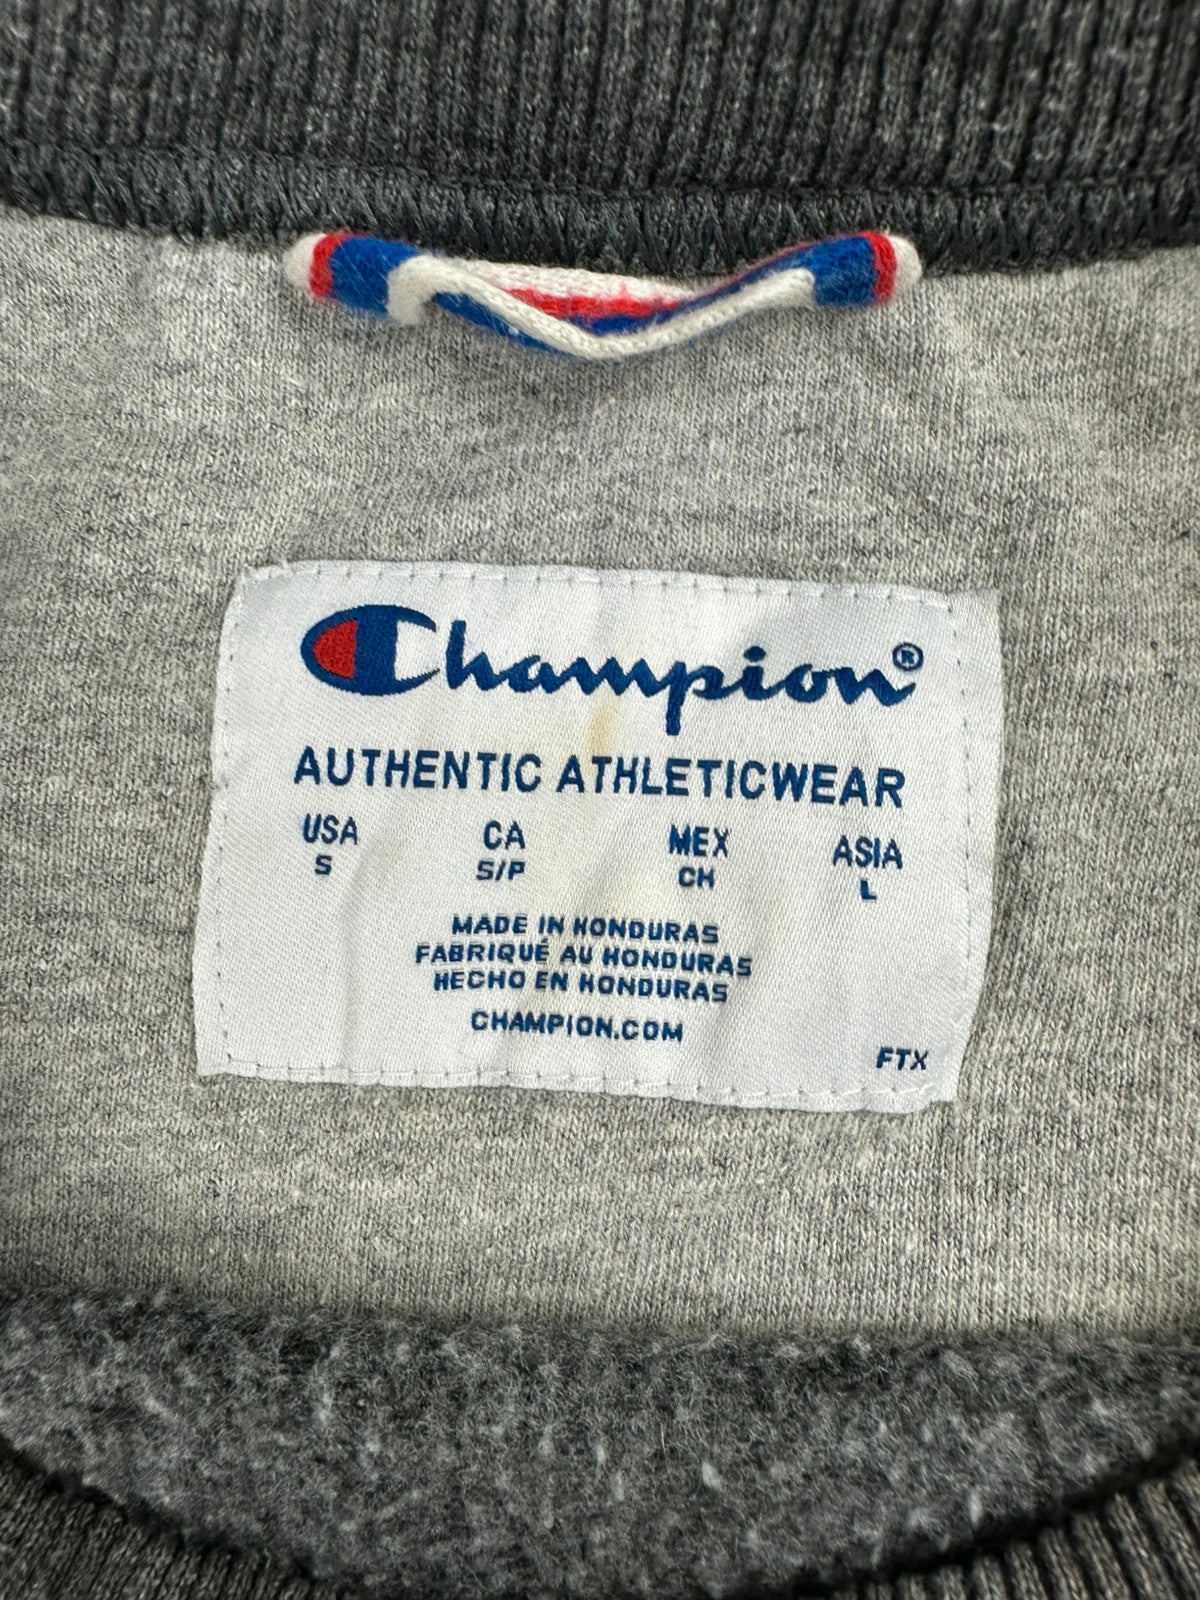 Champion®
AUTHENTIC ATHLETICWEAR
USA CA MEX ASIA
S S/P CH L
MADE IN HONDURAS
FABRIQUÉ AU HONDURAS
HECHO EN HONDURAS
CHAMPION.COM
FTX